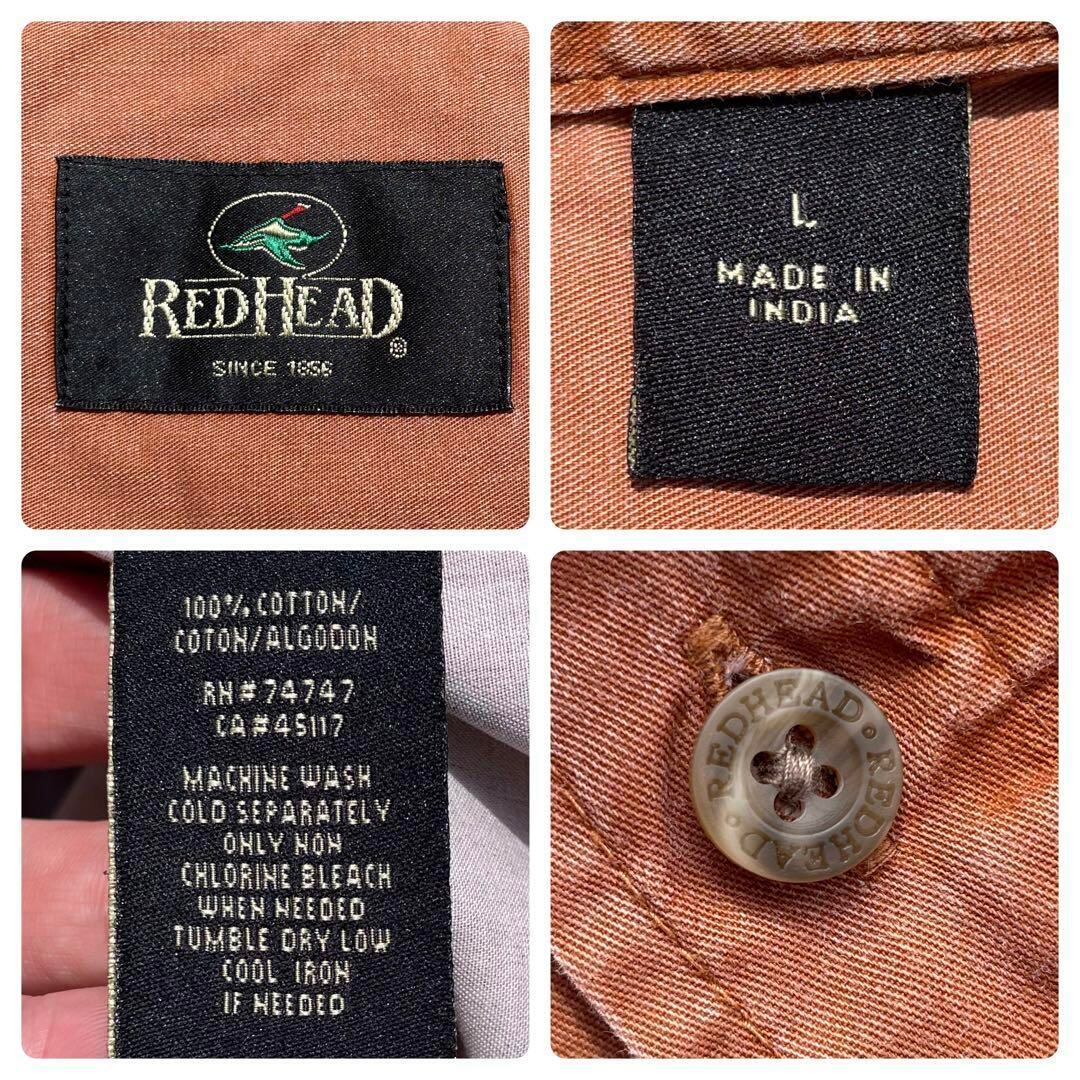 REDHEAD®
SINCE 1856
L
MADE IN
INDIA
100% COTTON/
COTON/ALGODON
RN#74747
CA#45117
MACHINE WASH
COLD SEPARATELY
ONLY NON
CHLORINE BLEACH
WHEN NEEDED
TUMBLE DRY LOW
COOL IRON
IF NEEDED
REDHEAD • REDHEAD •